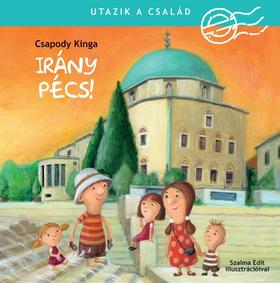 UTAZIK A CSALÁD
Csapody Kinga
IRÁNY
PÉCS!
Szalma Edit
illusztrációival